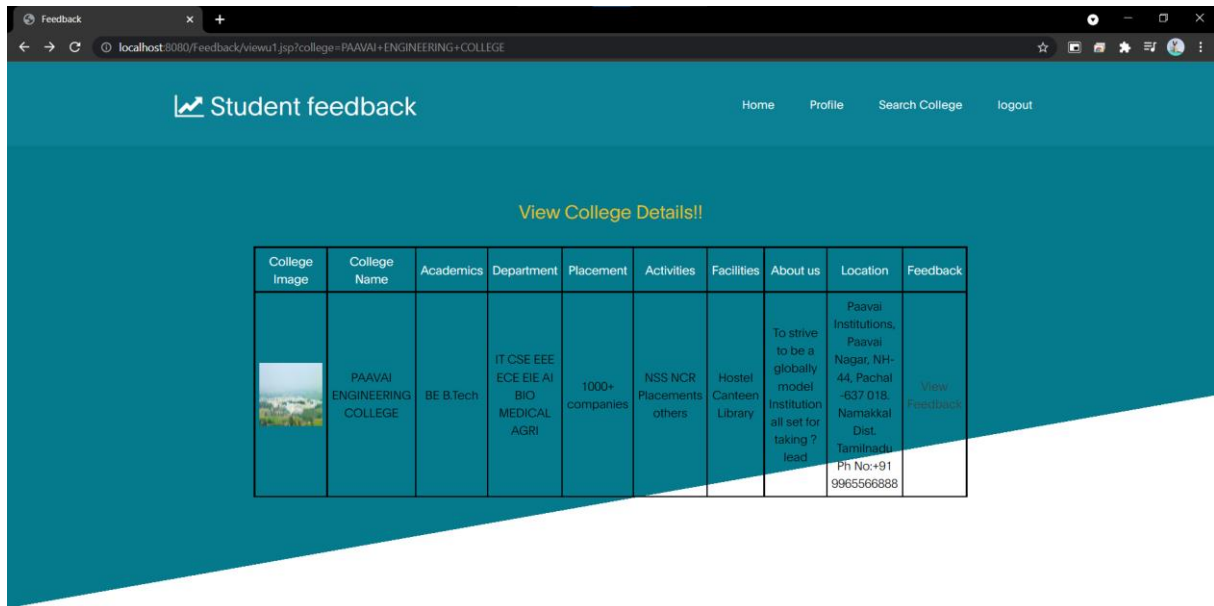 Feedback
localhost:8080/Feedback/viewu1.jsp?college=PAAVAI+ENGINEERING+COLLEGE
Student feedback
Home
Profile
Search College
logout
View College Details!!
College
Image
College
Name
Academics
Department
Placement
Activities
Facilities
About us
Location
Feedback
PAAVAI
ENGINEERING
COLLEGE
BE B.Tech
IT CSE EEE
ECE EIE AI
BIO
MEDICAL
AGRI
1000+
companies
NSS NCR
Placements
others
Hostel
Canteen
Library
To strive
to be a
globally
model
Institution
all set for
taking ?
lead
Paavai
Institutions,
Paavai
Nagar, NH-
44, Pachal
-637 018.
Namakkal
Dist.
Tamilnadu
Ph No:+91
9965566888
View
Feedback